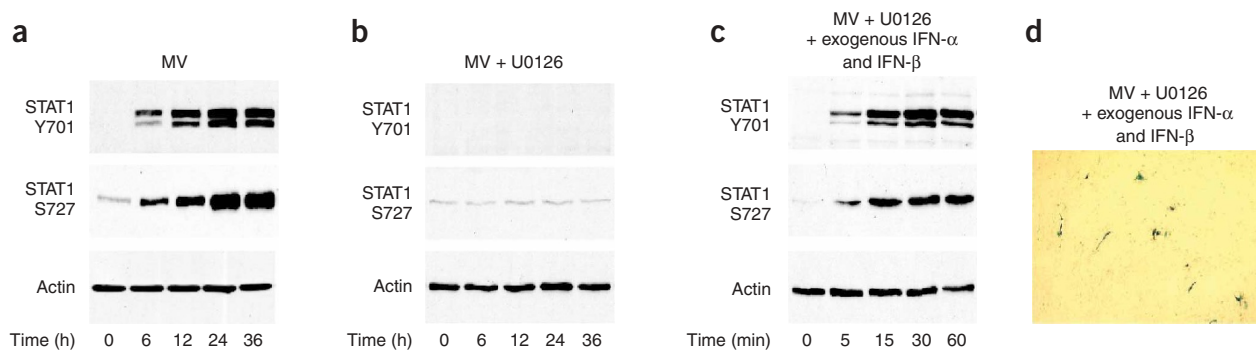 a
MV
STAT1
Y701
STAT1
S727
Actin
Time (h) 0 6 12 24 36
b
MV + U0126
STAT1
Y701
STAT1
S727
Actin
Time (h) 0 6 12 24 36
c
MV + U0126
+ exogenous IFN-α
and IFN-β
STAT1
Y701
STAT1
S727
Actin
Time (min) 0 5 15 30 60
d
MV + U0126
+ exogenous IFN-α
and IFN-β